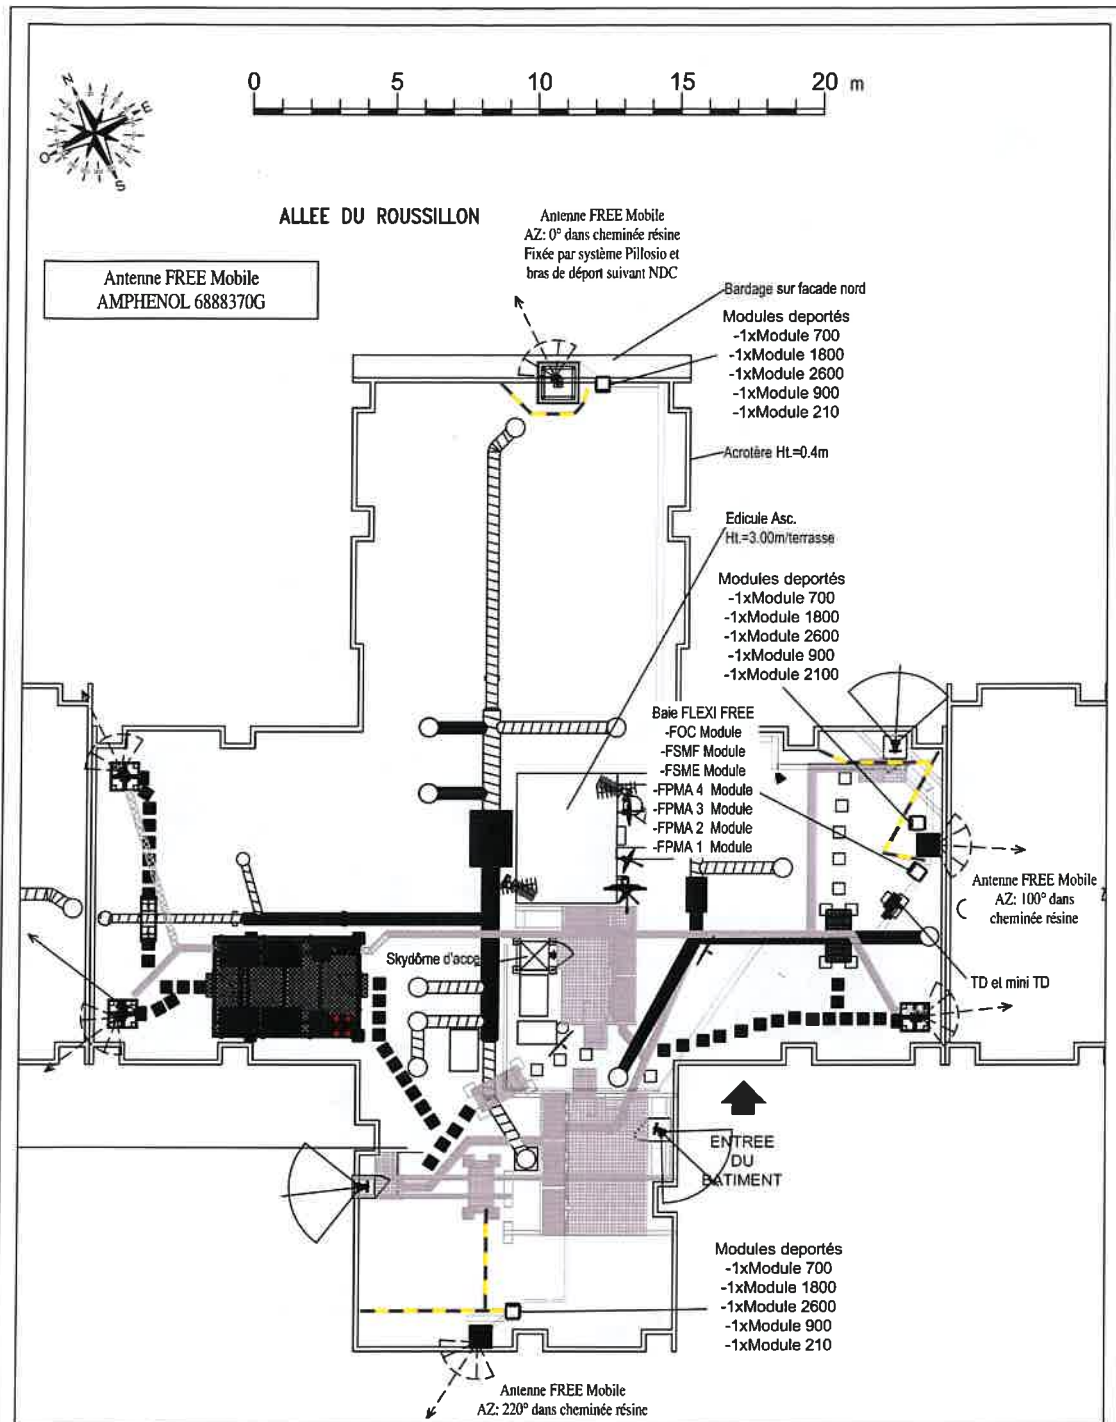 0 5 10 15 20 m
N
E
O
S
ALLEE DU ROUSSILLON
Antenne FREE Mobile
AZ: 0° dans cheminée résine
Fixée par système Pillosio et
bras de déport suivant NDC
Antenne FREE Mobile
AMPHENOL 6888370G
Bardage sur facade nord
Modules deportés
-1xModule 700
-1xModule 1800
-1xModule 2600
-1xModule 900
-1xModule 210
Acrotère Ht.=0.4m
Edicule Asc.
Ht.=3.00m/terrasse
Modules deportés
-1xModule 700
-1xModule 1800
-1xModule 2600
-1xModule 900
-1xModule 2100
Baie FLEXI FREE
-FOC Module
-FSMF Module
-FSME Module
-FPMA 4 Module
-FPMA 3 Module
-FPMA 2 Module
-FPMA 1 Module
Antenne FREE Mobile
AZ: 100° dans
cheminée résine
Skydôme d'acce
TD et mini TD
ENTREE
DU
BATIMENT
Modules deportés
-1xModule 700
-1xModule 1800
-1xModule 2600
-1xModule 900
-1xModule 210
Antenne FREE Mobile
AZ: 220° dans cheminée résine